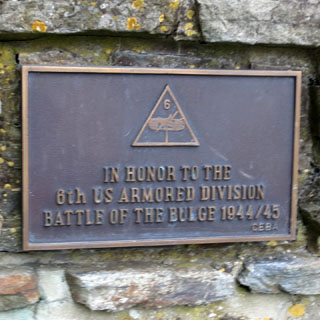 6
IN HONOR TO THE
6th US ARMORED DIVISION
BATTLE OF THE BULGE 1944/45
CEBA